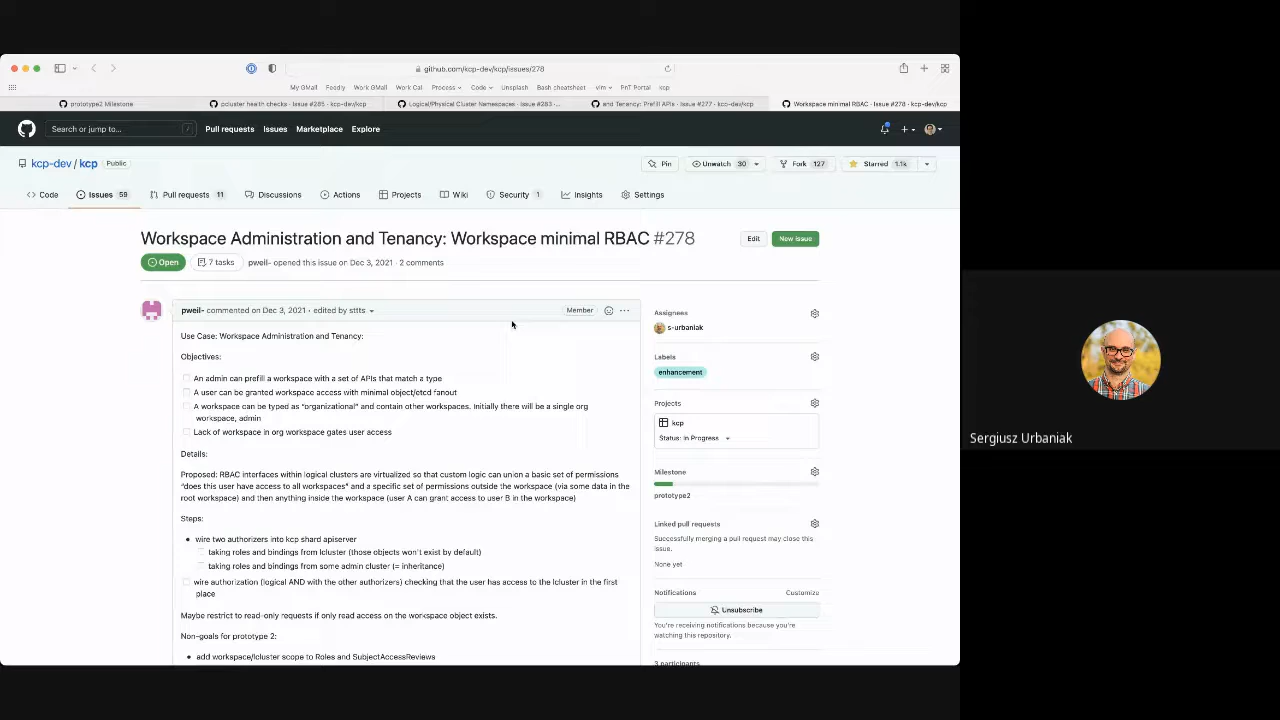 github.com/kcp-dev/kcp/issues/278
My GMail Feedly Work GMail Work Cal Process Code Unsplash Bash cheatsheet vim PnT Portal kcp
prototype2 Milestone
pcluster health checks · Issue #285 · kcp-dev/kcp
Logical/Physical Cluster Namespaces · Issue #283 ·...
and Tenancy: Prefill APIs · Issue #277 · kcp-dev/kcp
Workspace minimal RBAC · Issue #278 · kcp-dev/kcp
Search or jump to... /
Pull requests Issues Marketplace Explore
kcp-dev / kcp Public
Pin Unwatch 30 Fork 127 Starred 1.1k
Code Issues 59 Pull requests 11 Discussions Actions Projects Wiki Security 1 Insights Settings
Workspace Administration and Tenancy: Workspace minimal RBAC #278
Edit New issue
Open 7 tasks pweil- opened this issue on Dec 3, 2021 · 2 comments
pweil- commented on Dec 3, 2021 · edited by sttts Member
Use Case: Workspace Administration and Tenancy:
Objectives:
An admin can prefill a workspace with a set of APIs that match a type
A user can be granted workspace access with minimal object/etcd fanout
A workspace can be typed as "organizational" and contain other workspaces. Initially there will be a single org
workspace, admin
Lack of workspace in org workspace gates user access
Details:
Proposed: RBAC interfaces within logical clusters are virtualized so that custom logic can union a basic set of permissions
"does this user have access to all workspaces" and a specific set of permissions outside the workspace (via some data in the
root workspace) and then anything inside the workspace (user A can grant access to user B in the workspace)
Steps:
wire two authorizers into kcp shard apiserver
taking roles and bindings from lcluster (those objects won't exist by default)
taking roles and bindings from some admin cluster (= inheritance)
wire authorization (logical AND with the other authorizers) checking that the user has access to the lcluster in the first
place
Maybe restrict to read-only requests if only read access on the workspace object exists.
Non-goals for prototype 2:
add workspace/lcluster scope to Roles and SubjectAccessReviews
Assignees
s-urbaniak
Labels
enhancement
Projects
kcp
Status: In Progress
Milestone
prototype2
Linked pull requests
Successfully merging a pull request may close this
issue.
None yet
Notifications Customize
Unsubscribe
You're receiving notifications because you're
watching this repository.
3 participants
Sergiusz Urbaniak